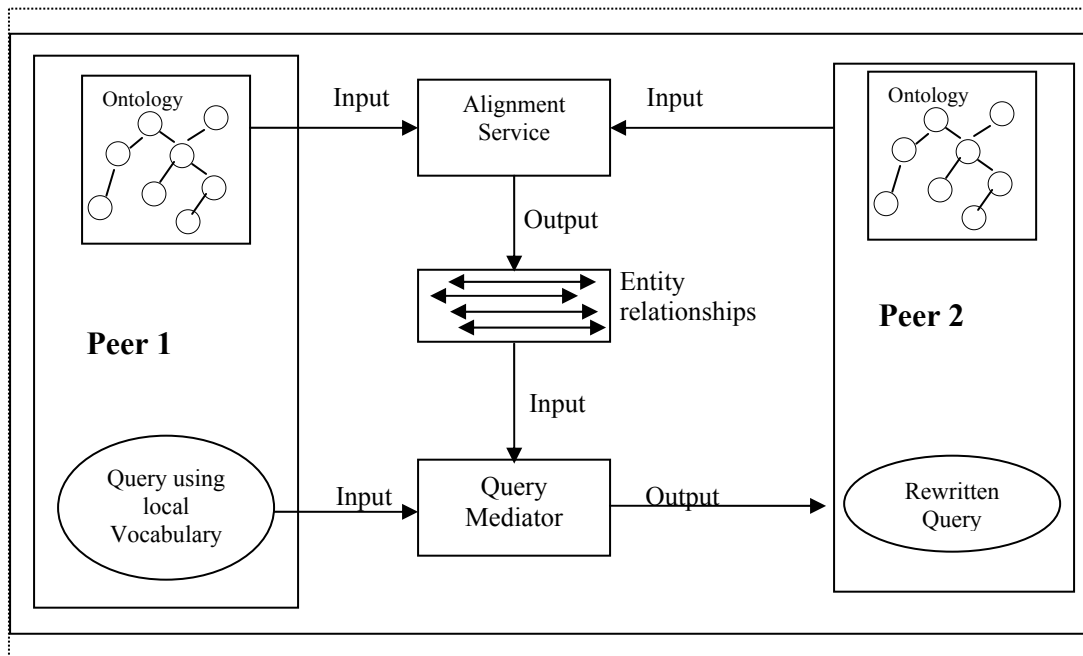 Ontology
Input
Alignment
Service
Input
Ontology
Output
Entity
relationships
Peer 1
Peer 2
Input
Query using
local
Vocabulary
Input
Query
Mediator
Output
Rewritten
Query